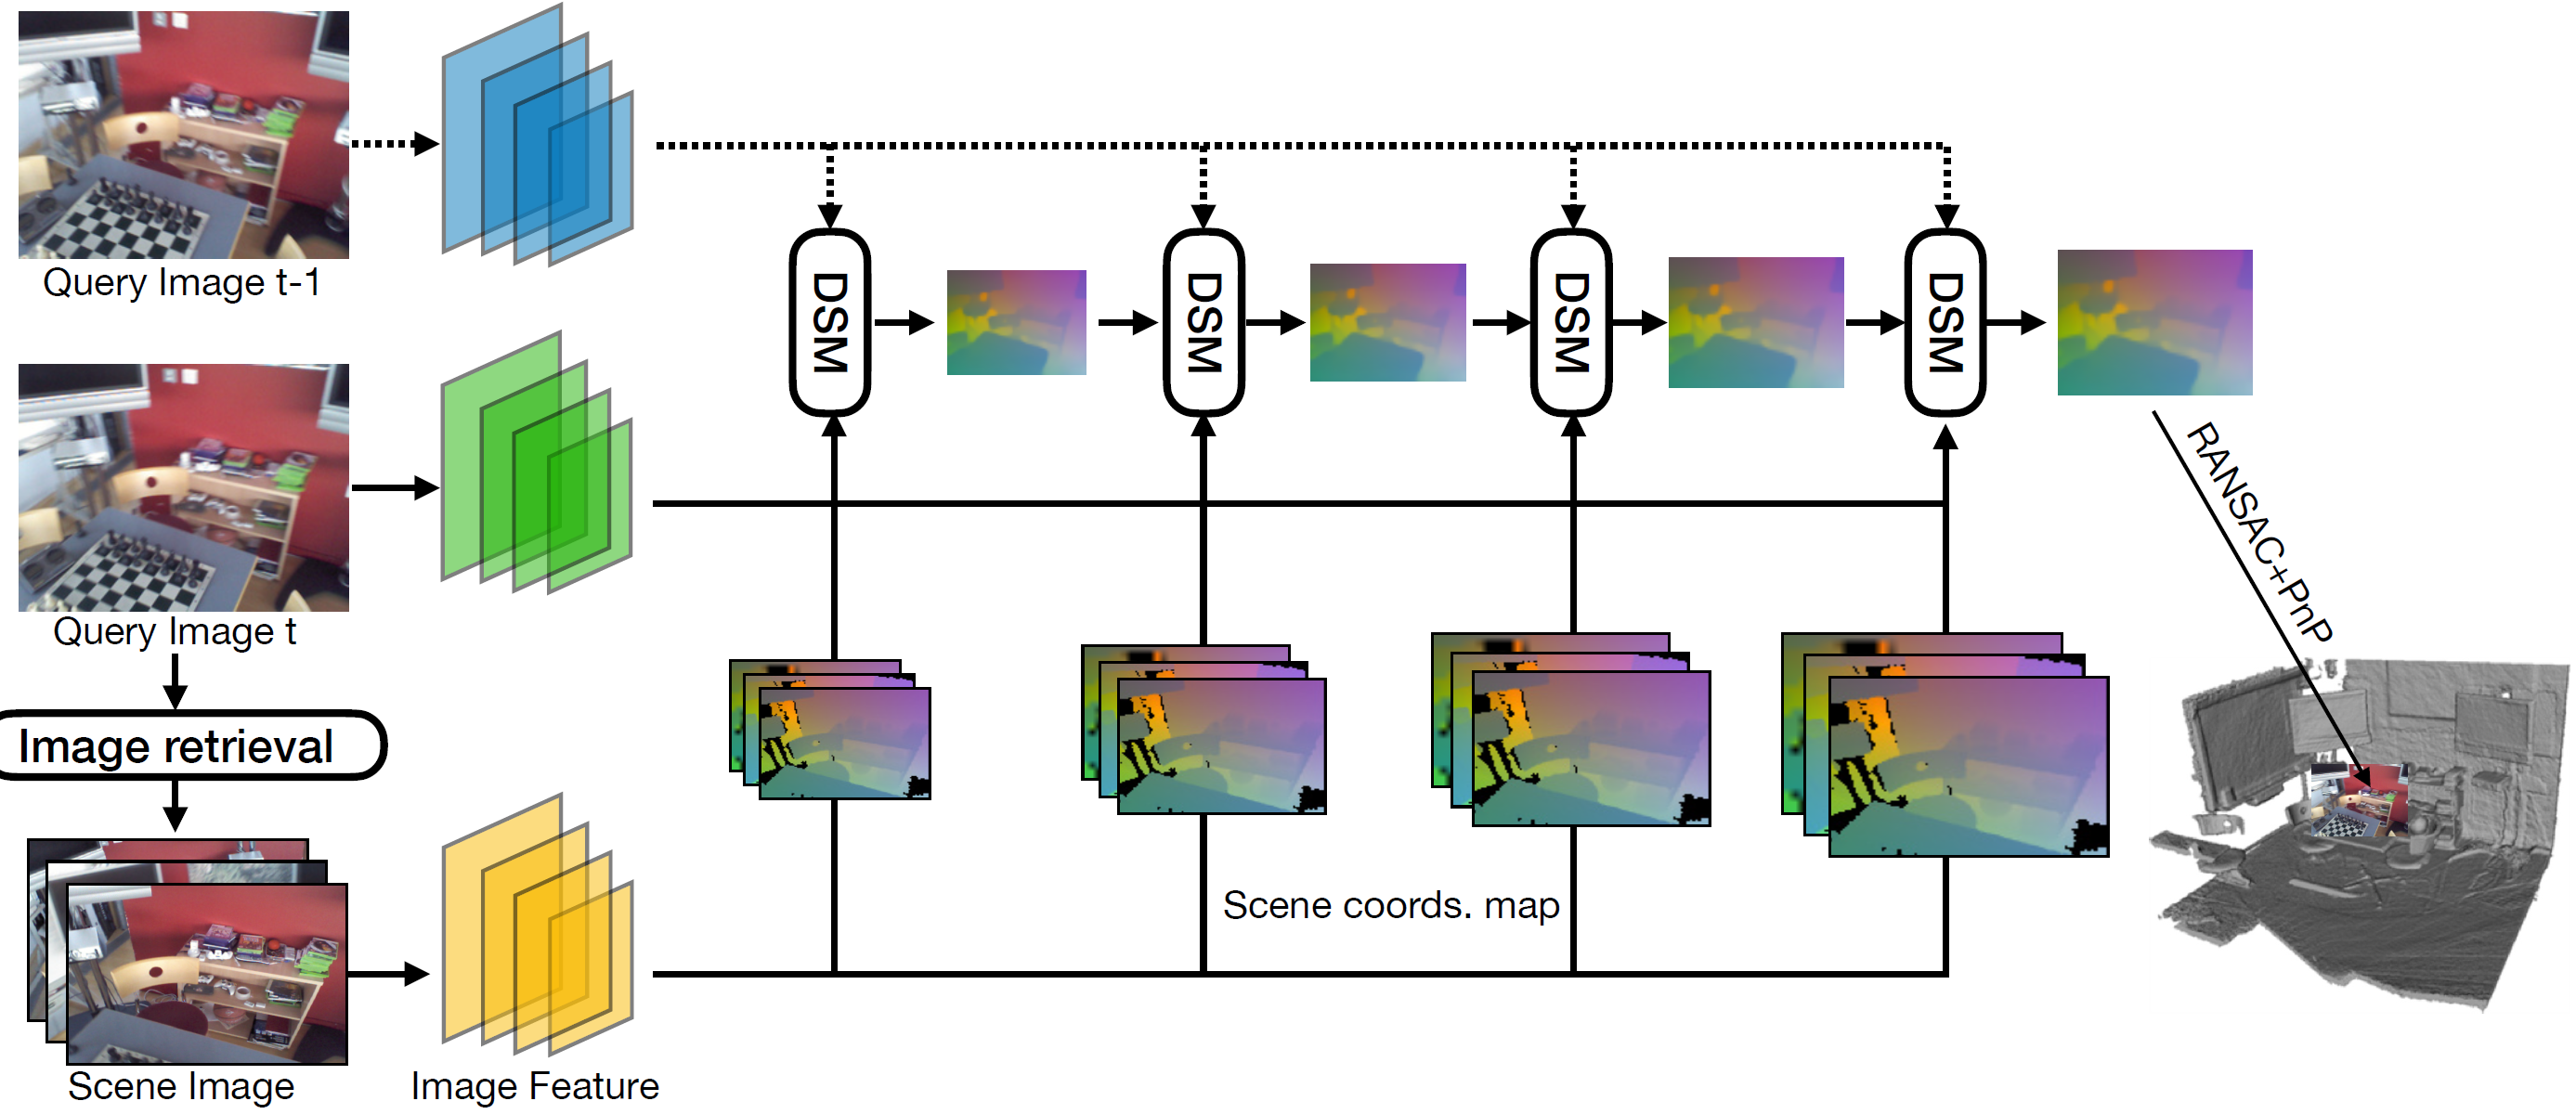 Query Image t-1
DSM
DSM
DSM
DSM
Query Image t
RANSAC+PnP
Image retrieval
Scene coords. map
Scene Image
Image Feature